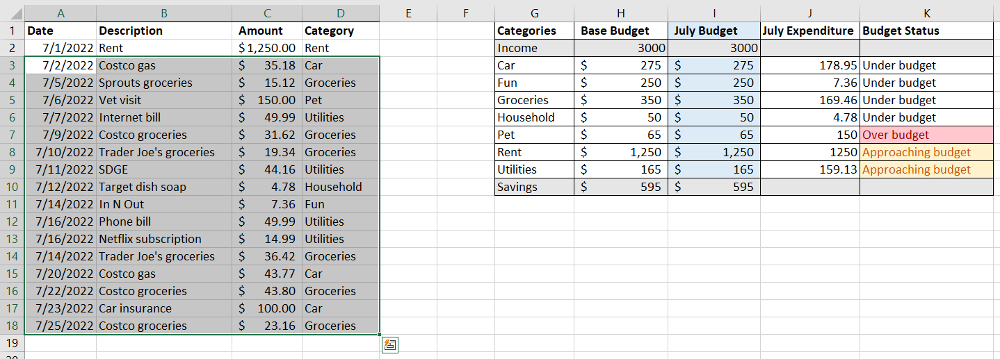 A B C D E F G H I J K
1 Date Description Amount Category Categories Base Budget July Budget July Expenditure Budget Status
2 7/1/2022 Rent $1,250.00 Rent Income 3000 3000
3 7/2/2022 Costco gas $ 35.18 Car Car $ 275 $ 275 178.95 Under budget
4 7/5/2022 Sprouts groceries $ 15.12 Groceries Fun $ 250 $ 250 7.36 Under budget
5 7/6/2022 Vet visit $ 150.00 Pet Groceries $ 350 $ 350 169.46 Under budget
6 7/7/2022 Internet bill $ 49.99 Utilities Household $ 50 $ 50 4.78 Under budget
7 7/9/2022 Costco groceries $ 31.62 Groceries Pet $ 65 $ 65 150 Over budget
8 7/10/2022 Trader Joe's groceries $ 19.34 Groceries Rent $ 1,250 $ 1,250 1250 Approaching budget
9 7/11/2022 SDGE $ 44.16 Utilities Utilities $ 165 $ 165 159.13 Approaching budget
10 7/12/2022 Target dish soap $ 4.78 Household Savings $ 595 $ 595
11 7/14/2022 In N Out $ 7.36 Fun
12 7/16/2022 Phone bill $ 49.99 Utilities
13 7/16/2022 Netflix subscription $ 14.99 Utilities
14 7/14/2022 Trader Joe's groceries $ 36.42 Groceries
15 7/20/2022 Costco gas $ 43.77 Car
16 7/22/2022 Costco groceries $ 43.80 Groceries
17 7/23/2022 Car insurance $ 100.00 Car
18 7/25/2022 Costco groceries $ 23.16 Groceries
19